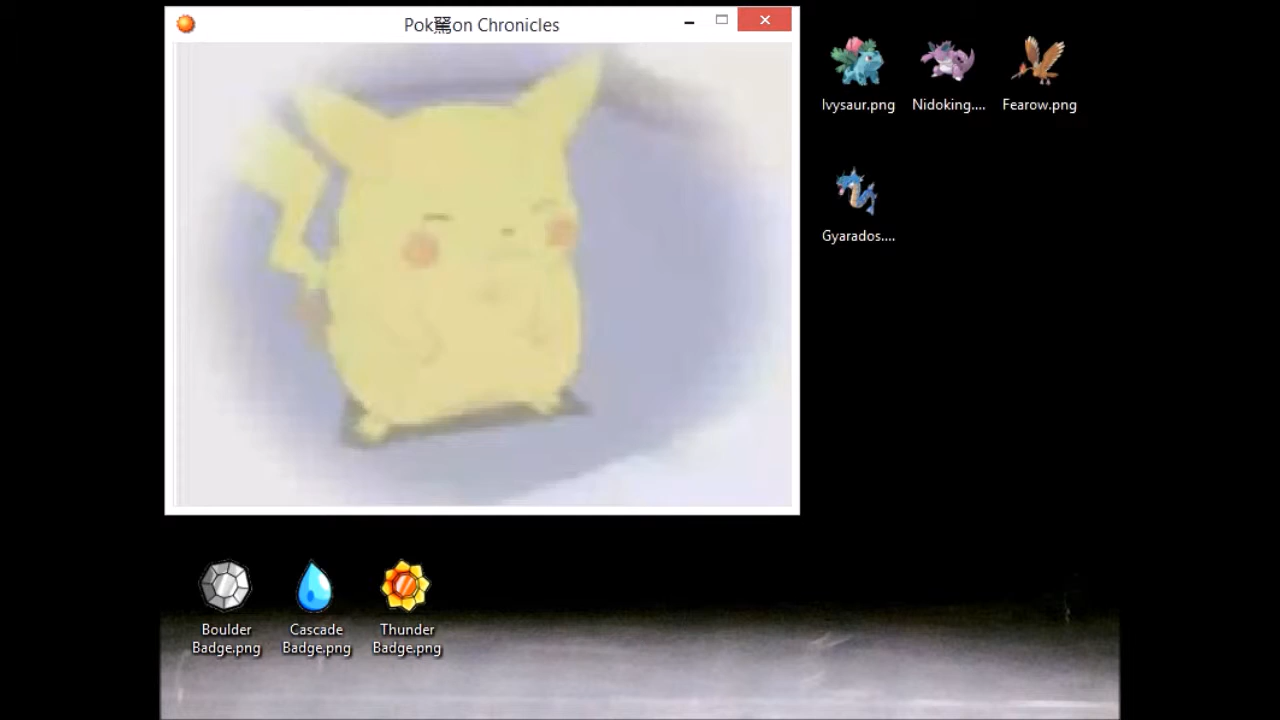 Pok駑on Chronicles
Ivysaur.png
Nidoking....
Fearow.png
Gyarados....
Boulder
Badge.png
Cascade
Badge.png
Thunder
Badge.png